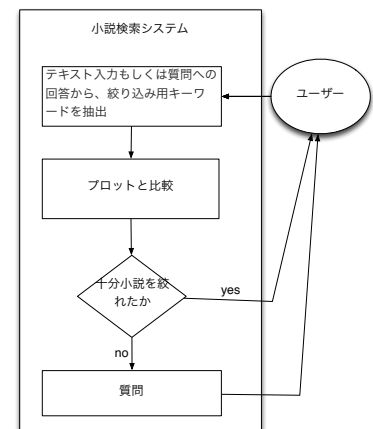 小説検索システム
テキスト入力もしくは質問への
回答から、絞り込み用キーワ
ードを抽出
ユーザー
プロットと比較
十分小説を絞
れたか
yes
no
質問